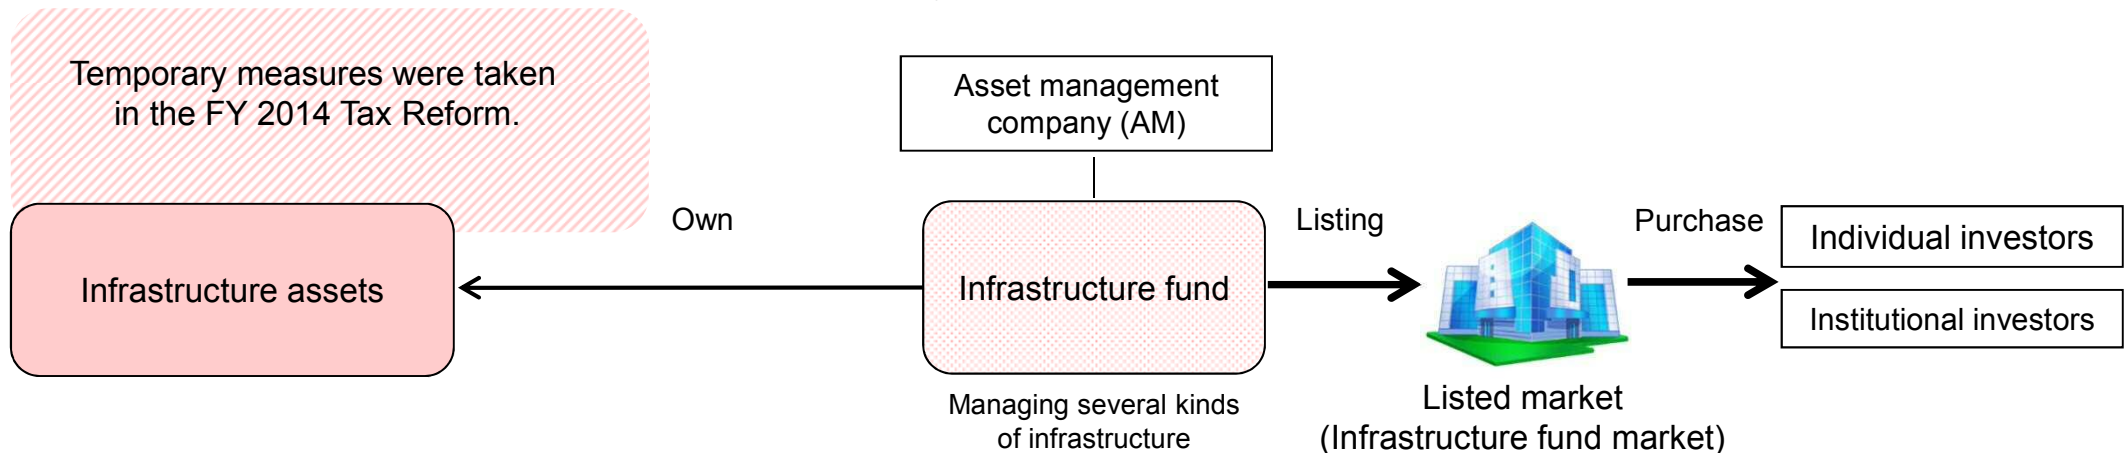 Temporary measures were taken
in the FY 2014 Tax Reform.
Asset management
company (AM)
Infrastructure assets
Own
Infrastructure fund
Managing several kinds
of infrastructure
Listing
Listed market
(Infrastructure fund market)
Purchase
Individual investors
Institutional investors